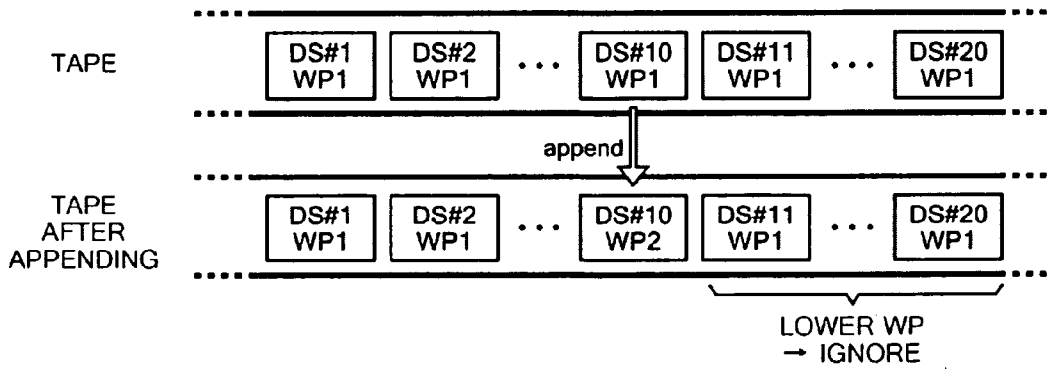 TAPE
DS#1 DS#2 ... DS#10 DS#11 ... DS#20
WP1 WP1 WP1 WP1 WP1
append
TAPE
AFTER
APPENDING
DS#1 DS#2 ... DS#10 DS#11 ... DS#20
WP1 WP1 WP2 WP1 WP1
LOWER WP
→ IGNORE